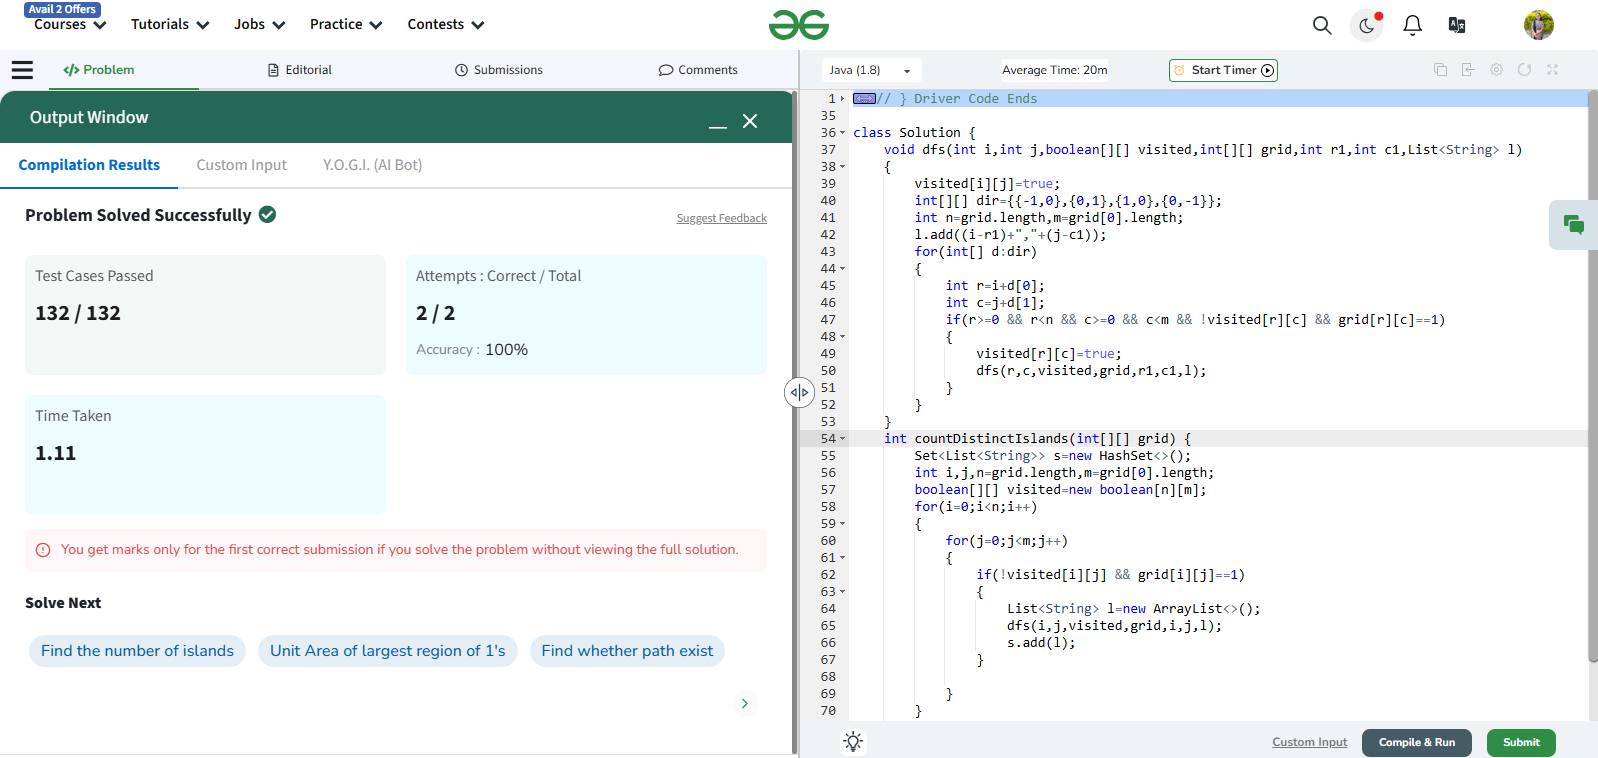 Avail 2 Offers
Courses Tutorials Jobs Practice Contests
Problem Editorial Submissions Comments
Output Window
Compilation Results Custom Input Y.O.G.I. (AI Bot)
Problem Solved Successfully
Suggest Feedback
Test Cases Passed
132 / 132
Attempts : Correct / Total
2 / 2
Accuracy : 100%
Time Taken
1.11
You get marks only for the first correct submission if you solve the problem without viewing the full solution.
Solve Next
Find the number of islands Unit Area of largest region of 1's Find whether path exist
Java (1.8) Average Time: 20m Start Timer
1 // } Driver Code Ends
35
36 class Solution {
37 void dfs(int i,int j,boolean[][] visited,int[][] grid,int r1,int c1,List<String> l)
38 {
39 visited[i][j]=true;
40 int[][] dir={{-1,0},{0,1},{1,0},{0,-1}};
41 int n=grid.length,m=grid[0].length;
42 l.add((i-r1)+","+(j-c1));
43 for(int[] d:dir)
44 {
45 int r=i+d[0];
46 int c=j+d[1];
47 if(r>=0 && r<n && c>=0 && c<m && !visited[r][c] && grid[r][c]==1)
48 {
49 visited[r][c]=true;
50 dfs(r,c,visited,grid,r1,c1,l);
51 }
52 }
53 }
54 int countDistinctIslands(int[][] grid) {
55 Set<List<String>> s=new HashSet<>();
56 int i,j,n=grid.length,m=grid[0].length;
57 boolean[][] visited=new boolean[n][m];
58 for(i=0;i<n;i++)
59 {
60 for(j=0;j<m;j++)
61 {
62 if(!visited[i][j] && grid[i][j]==1)
63 {
64 List<String> l=new ArrayList<>();
65 dfs(i,j,visited,grid,i,j,l);
66 s.add(l);
67 }
68
69 }
70 }
Custom Input Compile & Run Submit